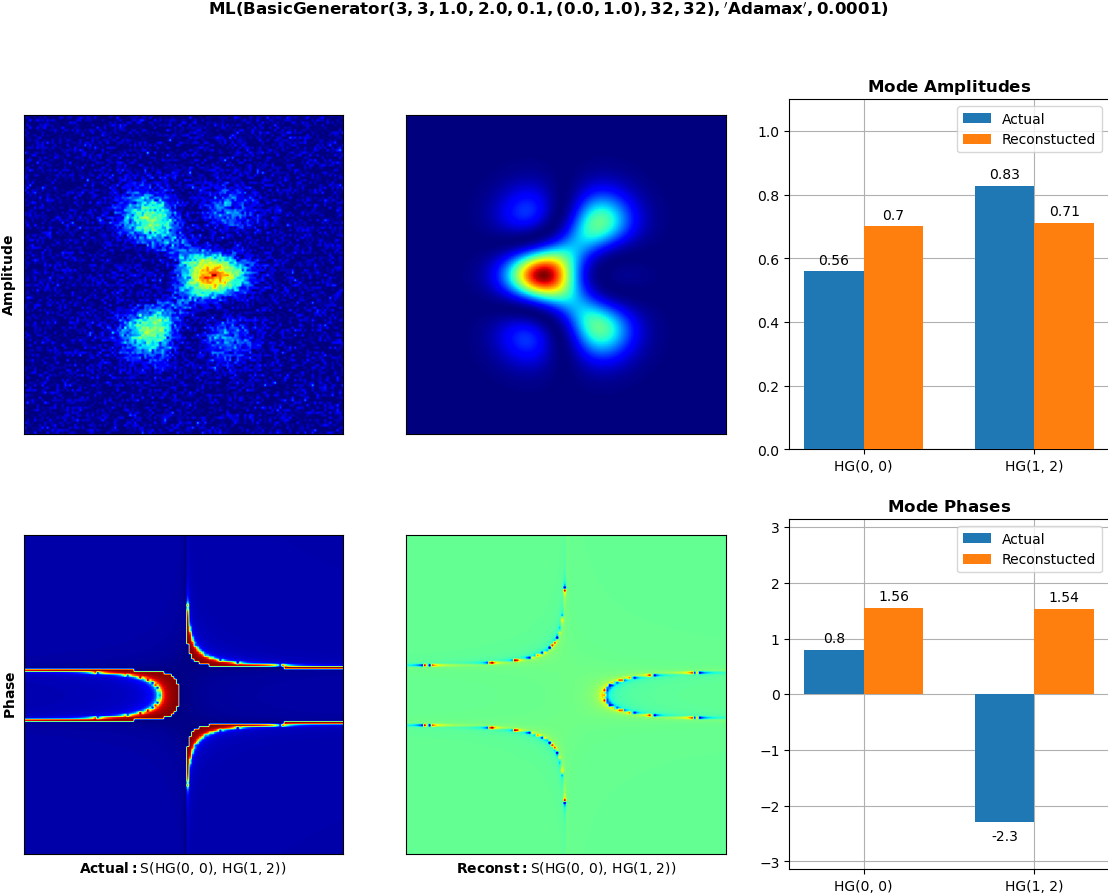 ML(BasicGenerator(3, 3, 1.0, 2.0, 0.1, (0.0, 1.0), 32, 32), ′Adamax′, 0.0001)
Amplitude
Mode Amplitudes
Actual
Reconstucted
1.0
0.8
0.6
0.4
0.2
0.0
0.56
0.7
0.83
0.71
HG(0, 0)
HG(1, 2)
Phase
Actual: S(HG(0, 0), HG(1, 2))
Reconst: S(HG(0, 0), HG(1, 2))
Mode Phases
Actual
Reconstucted
3
2
1
0
−1
−2
−3
0.8
1.56
-2.3
1.54
HG(0, 0)
HG(1, 2)